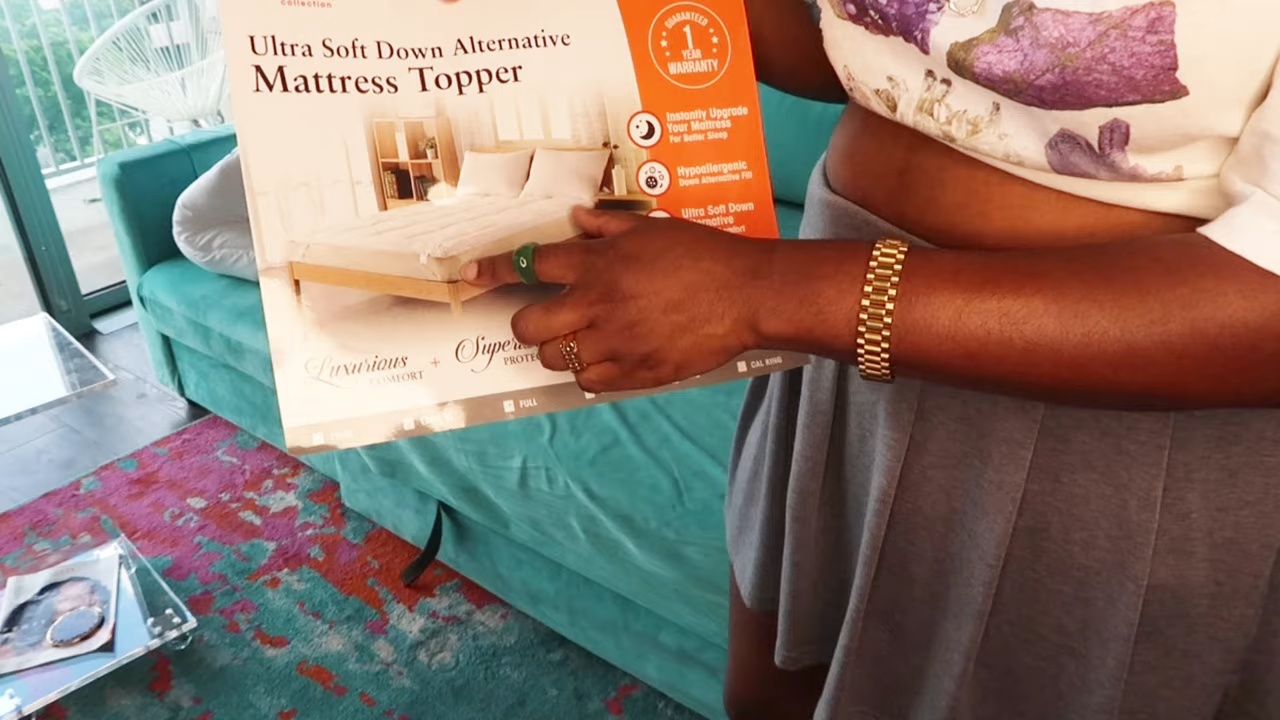 collection
Ultra Soft Down Alternative
Mattress Topper
GUARANTEED
1
YEAR
WARRANTY
Instantly Upgrade
Your Mattress
For Better Sleep
Hypoallergenic
Down Alternative Fill
Ultra Soft Down
Luxurious
COMFORT
+
FULL
CAL KING